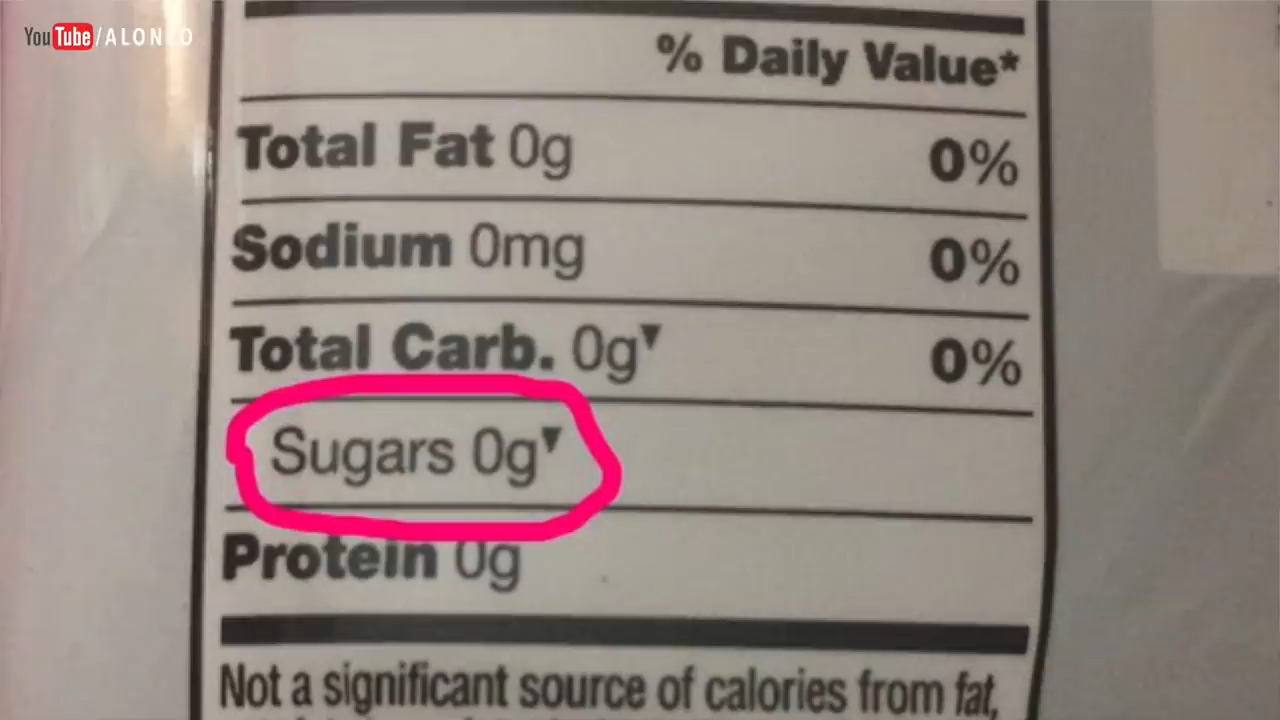 YouTube/ALONZO
% Daily Value*
Total Fat 0g 0%
Sodium 0mg 0%
Total Carb. 0g▼ 0%
Sugars 0g▼
Protein 0g
Not a significant source of calories from fat,